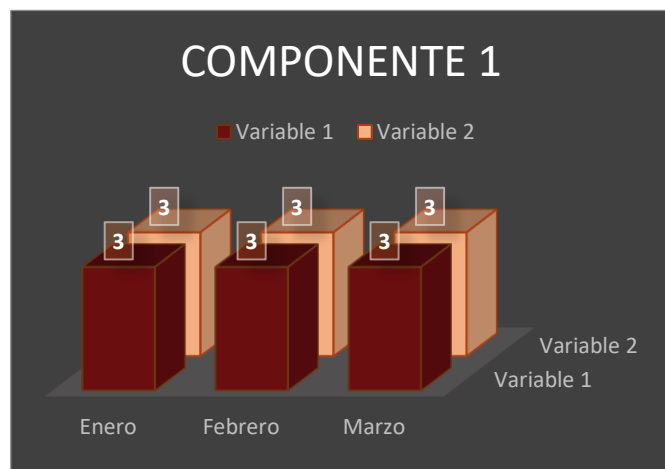 COMPONENTE 1
Variable 1 Variable 2
3 3 3
3 3 3
Variable 2
Variable 1
Enero Febrero Marzo